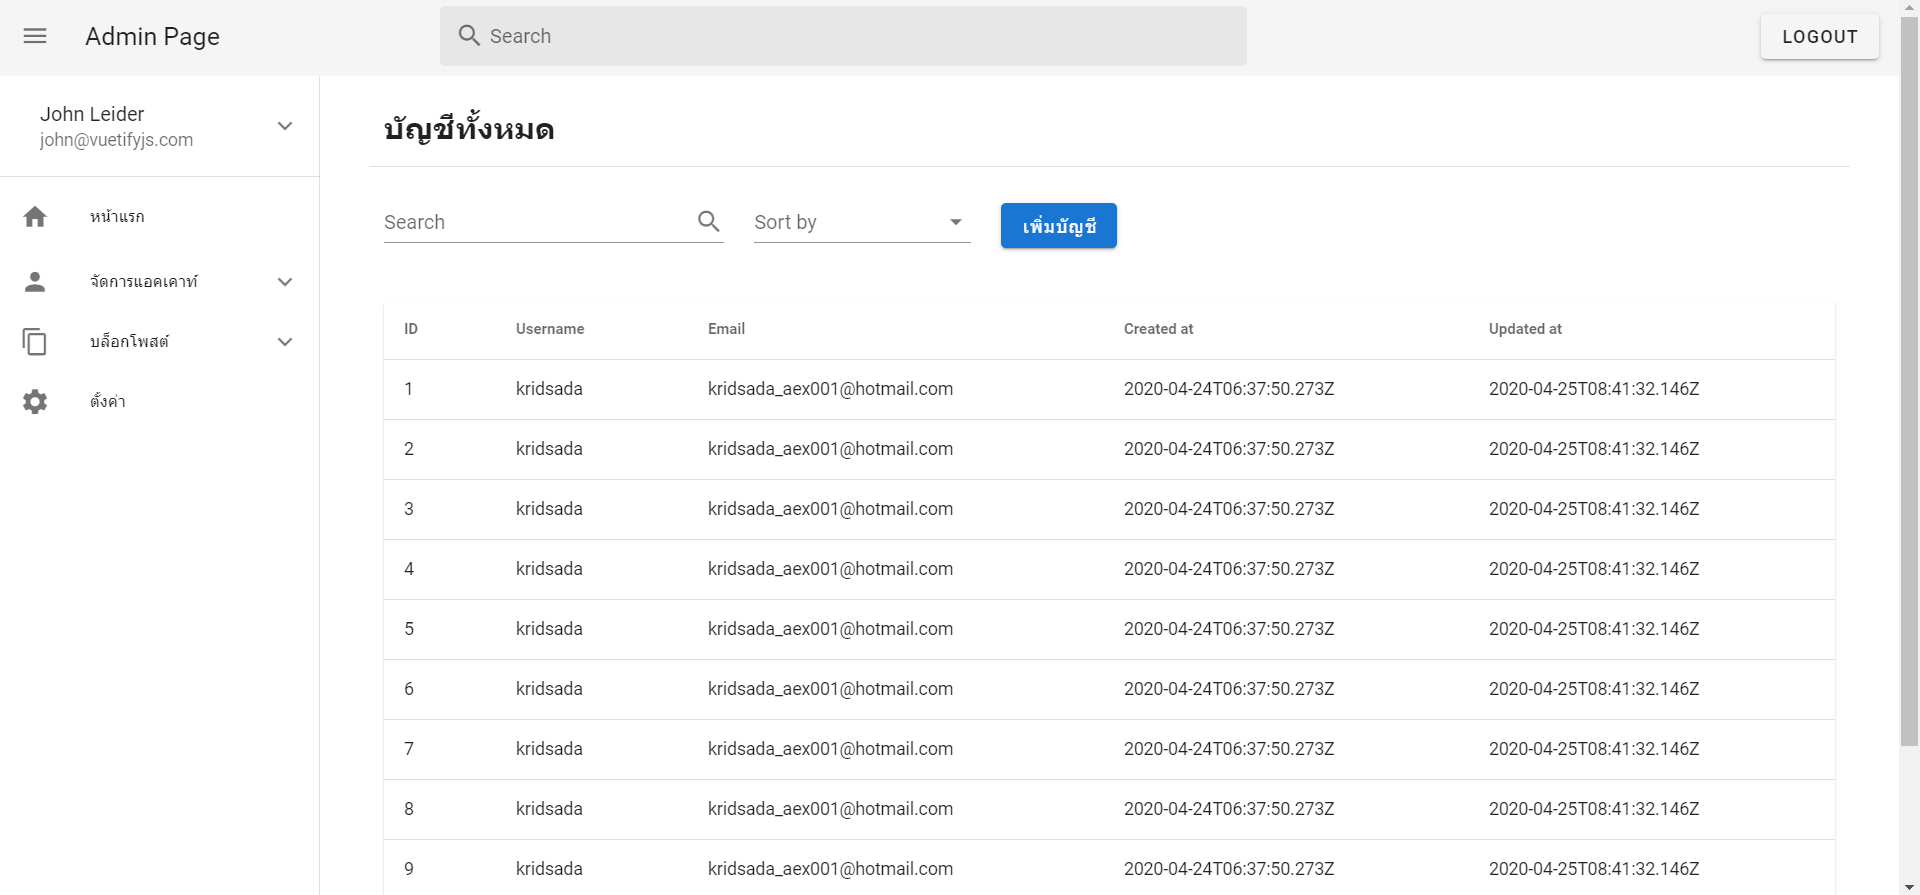 Admin Page
Search
LOGOUT
John Leider
john@vuetifyjs.com
หน้าแรก
จัดการแอคเคาท์
บล็อกโพสต์
ตั้งค่า
บัญชีทั้งหมด
Search
Sort by
เพิ่มบัญชี
ID Username Email Created at Updated at
1 kridsada kridsada_aex001@hotmail.com 2020-04-24T06:37:50.273Z 2020-04-25T08:41:32.146Z
2 kridsada kridsada_aex001@hotmail.com 2020-04-24T06:37:50.273Z 2020-04-25T08:41:32.146Z
3 kridsada kridsada_aex001@hotmail.com 2020-04-24T06:37:50.273Z 2020-04-25T08:41:32.146Z
4 kridsada kridsada_aex001@hotmail.com 2020-04-24T06:37:50.273Z 2020-04-25T08:41:32.146Z
5 kridsada kridsada_aex001@hotmail.com 2020-04-24T06:37:50.273Z 2020-04-25T08:41:32.146Z
6 kridsada kridsada_aex001@hotmail.com 2020-04-24T06:37:50.273Z 2020-04-25T08:41:32.146Z
7 kridsada kridsada_aex001@hotmail.com 2020-04-24T06:37:50.273Z 2020-04-25T08:41:32.146Z
8 kridsada kridsada_aex001@hotmail.com 2020-04-24T06:37:50.273Z 2020-04-25T08:41:32.146Z
9 kridsada kridsada_aex001@hotmail.com 2020-04-24T06:37:50.273Z 2020-04-25T08:41:32.146Z